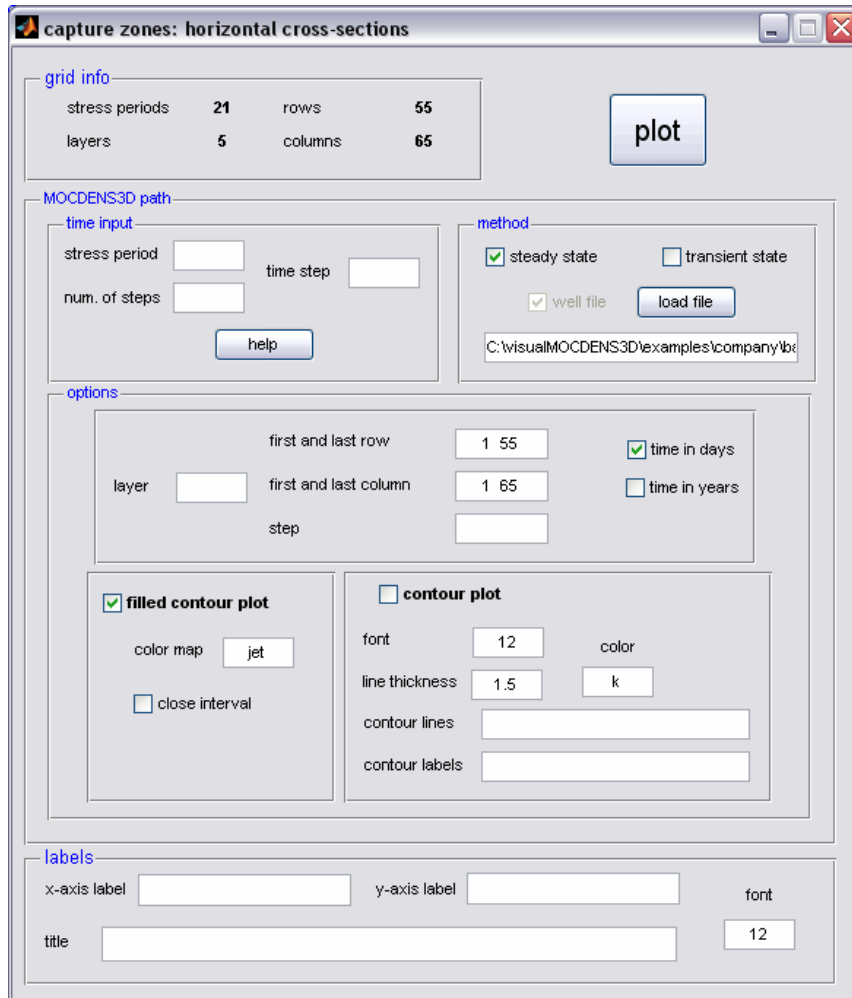 capture zones: horizontal cross-sections
grid info
stress periods 21 rows 55
layers 5 columns 65
plot
MOCDENS3D path
time input
stress period
time step
num. of steps
help
method
steady state transient state
well file load file
C:\visualMOCDENS3D\examples\company\ba
options
first and last row 1 55 time in days
layer first and last column 1 65 time in years
step
filled contour plot
color map jet
close interval
contour plot
font 12 color
line thickness 1.5 k
contour lines
contour labels
labels
x-axis label y-axis label font
title 12